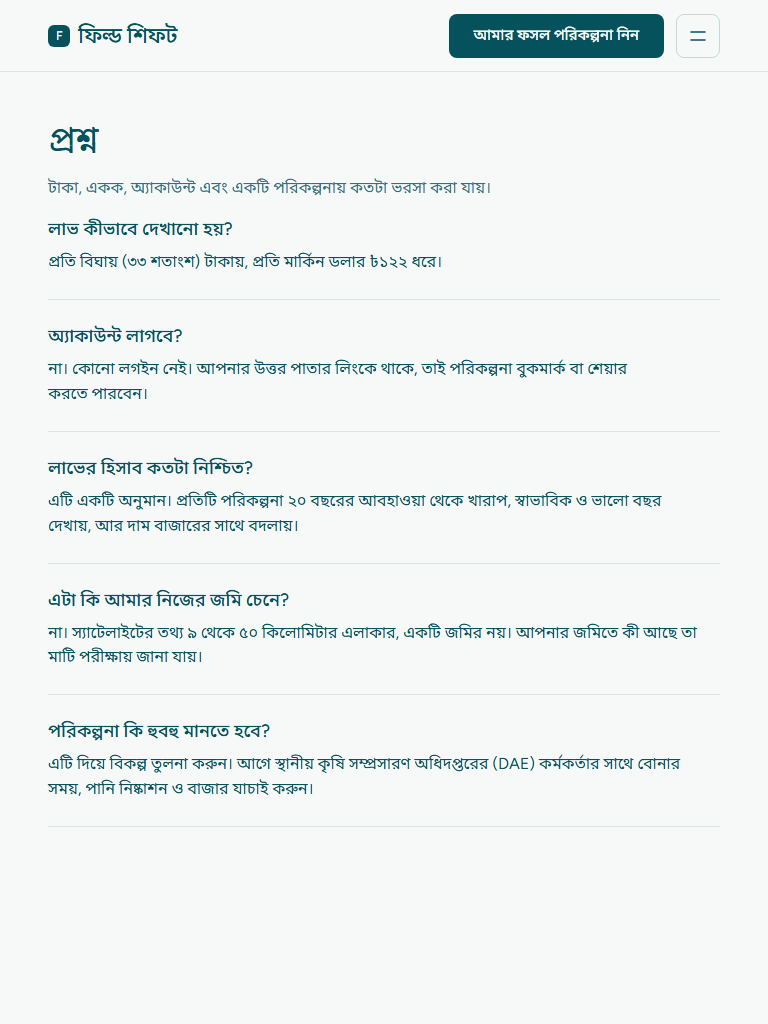 F ফিল্ড শিফট
আমার ফসল পরিকল্পনা নিন
প্রশ্ন
টাকা, একক, অ্যাকাউন্ট এবং একটি পরিকল্পনায় কতটা ভরসা করা যায়।
লাভ কীভাবে দেখানো হয়?
প্রতি বিঘায় (৩৩ শতাংশ) টাকায়, প্রতি মার্কিন ডলার ৳১২২ ধরে।
অ্যাকাউন্ট লাগবে?
না। কোনো লগইন নেই। আপনার উত্তর পাতার লিংকে থাকে, তাই পরিকল্পনা বুকমার্ক বা শেয়ার
করতে পারবেন।
লাভের হিসাব কতটা নিশ্চিত?
এটি একটি অনুমান। প্রতিটি পরিকল্পনা ২০ বছরের আবহাওয়া থেকে খারাপ, স্বাভাবিক ও ভালো বছর
দেখায়, আর দাম বাজারের সাথে বদলায়।
এটা কি আমার নিজের জমি চেনে?
না। স্যাটেলাইটের তথ্য ৯ থেকে ৫০ কিলোমিটার এলাকার, একটি জমির নয়। আপনার জমিতে কী আছে তা
মাটি পরীক্ষায় জানা যায়।
পরিকল্পনা কি হুবহু মানতে হবে?
এটি দিয়ে বিকল্প তুলনা করুন। আগে স্থানীয় কৃষি সম্প্রসারণ অধিদপ্তরের (DAE) কর্মকর্তার সাথে বোনার
সময়, পানি নিষ্কাশন ও বাজার যাচাই করুন।